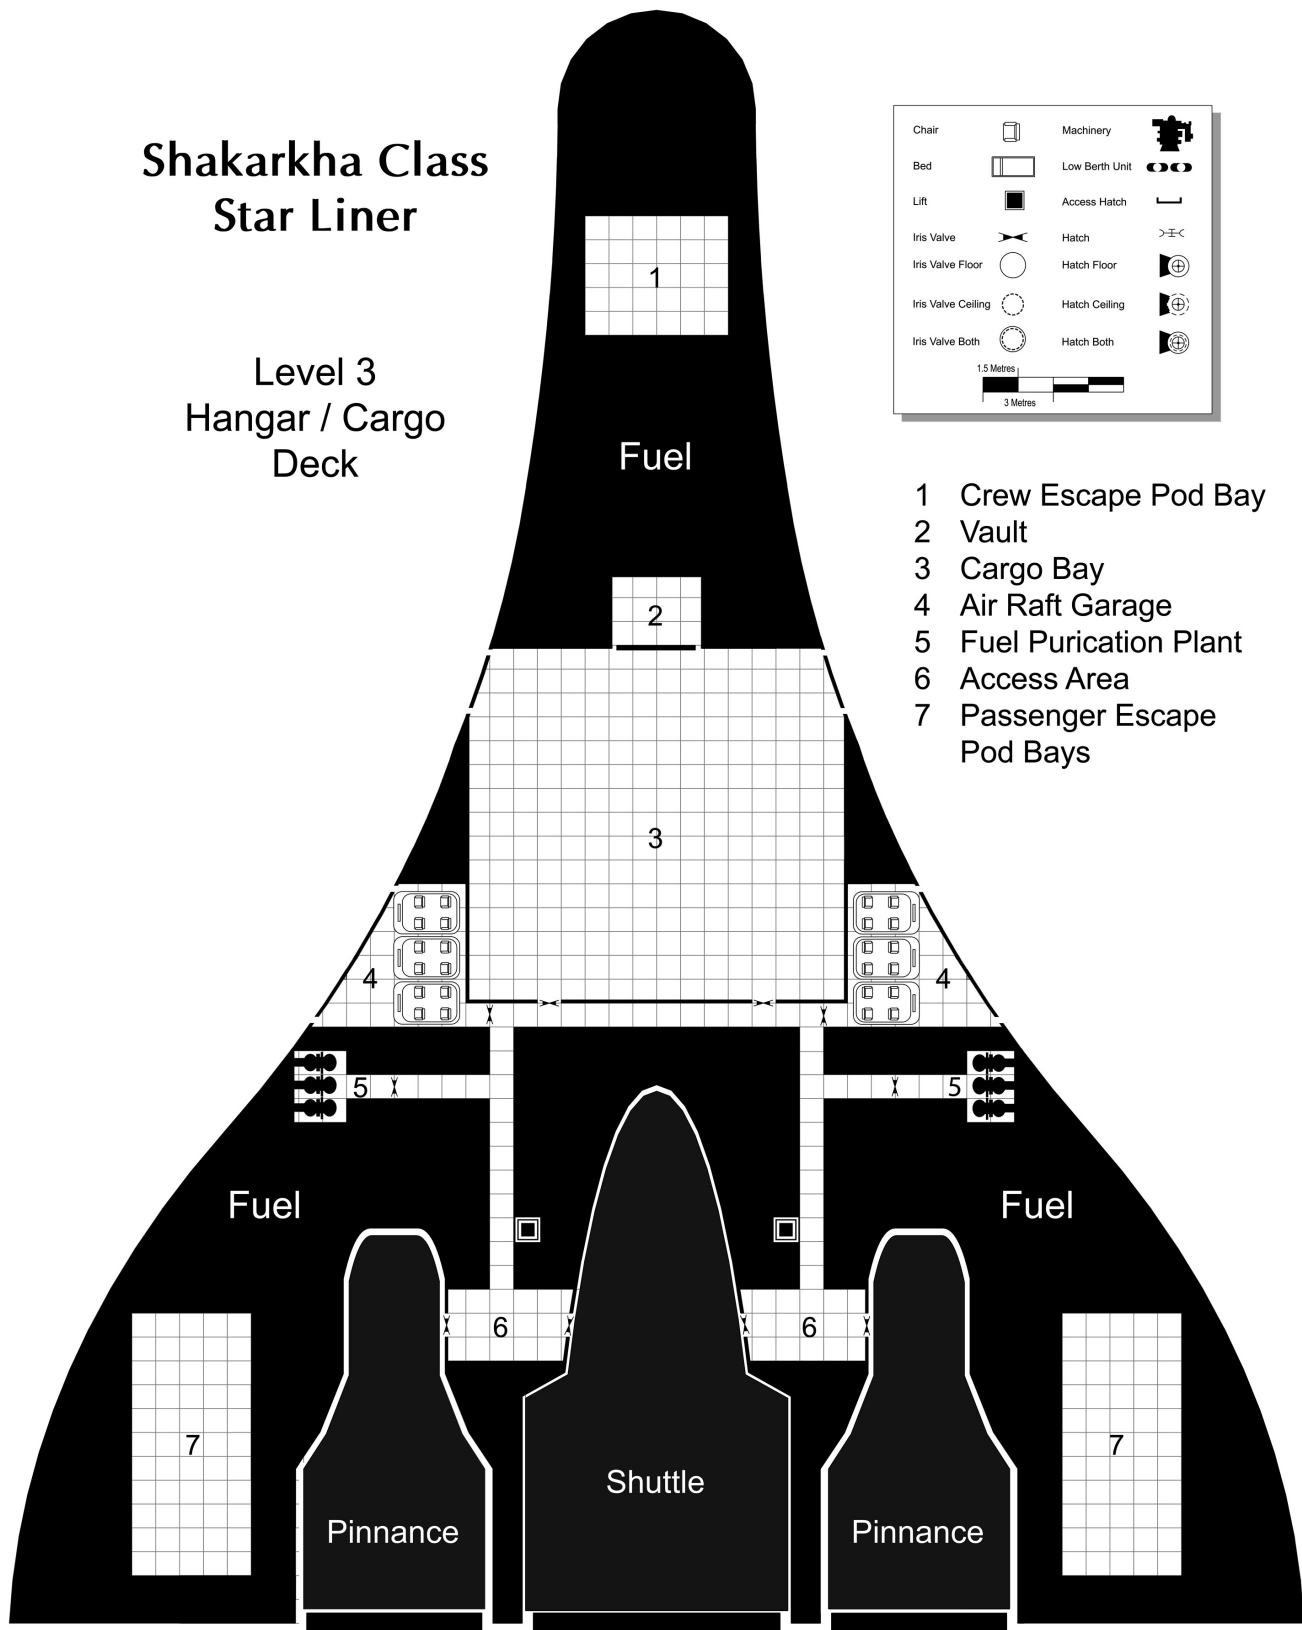 Shakarkha Class
Star Liner
Level 3
Hangar / Cargo
Deck
Chair
Machinery
Bed
Low Berth Unit
Lift
Access Hatch
Iris Valve
Hatch
Iris Valve Floor
Hatch Floor
Iris Valve Ceiling
Hatch Ceiling
Iris Valve Both
Hatch Both
1.5 Metres
3 Metres
1 Crew Escape Pod Bay
2 Vault
3 Cargo Bay
4 Air Raft Garage
5 Fuel Purication Plant
6 Access Area
7 Passenger Escape
Pod Bays
1
Fuel
2
3
4
4
5
5
Fuel
Fuel
6
6
7
7
Shuttle
Pinnance
Pinnance